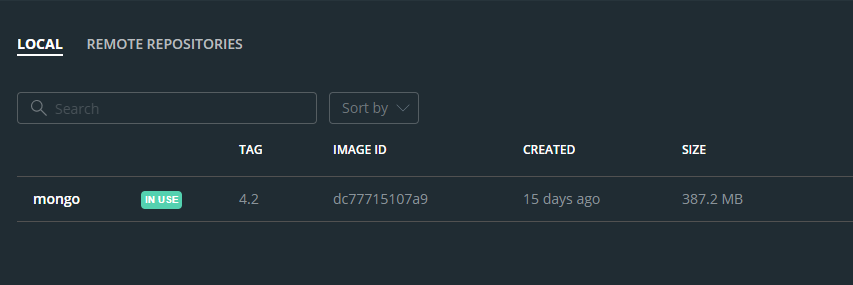 LOCAL REMOTE REPOSITORIES
Search Sort by
TAG IMAGE ID CREATED SIZE
mongo IN USE 4.2 dc77715107a9 15 days ago 387.2 MB